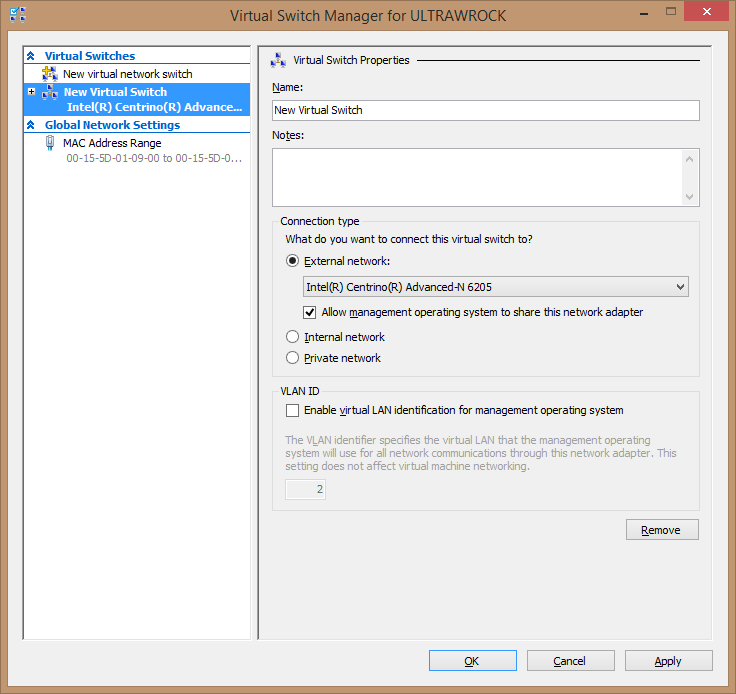 Virtual Switch Manager for ULTRAWROCK
Virtual Switches
New virtual network switch
New Virtual Switch
Intel(R) Centrino(R) Advance...
Global Network Settings
MAC Address Range
00-15-5D-01-09-00 to 00-15-5D-0...
Virtual Switch Properties
Name:
New Virtual Switch
Notes:
Connection type
What do you want to connect this virtual switch to?
External network:
Intel(R) Centrino(R) Advanced-N 6205
Allow management operating system to share this network adapter
Internal network
Private network
VLAN ID
Enable virtual LAN identification for management operating system
The VLAN identifier specifies the virtual LAN that the management operating
system will use for all network communications through this network adapter. This
setting does not affect virtual machine networking.
2
Remove
OK
Cancel
Apply